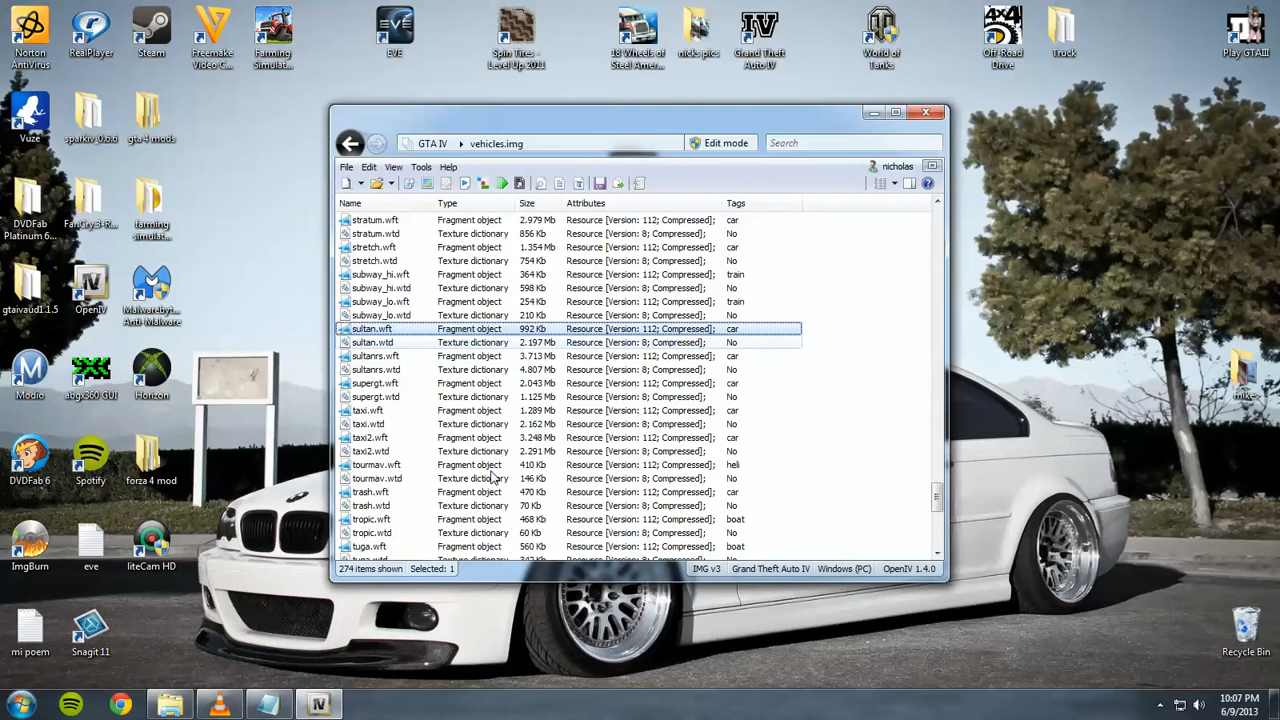 Norton AntiVirus
RealPlayer
Steam
Freemake Video C...
Farming Simulat...
EVE
Spin Tires - Level Up 2011
18 Wheels of Steel Amer...
nicks pics
Grand Theft Auto IV
World of Tanks
Off-Road Drive
Truck
Play GTAIII
Vuze
sparkiv_0.6.6
gta 4 mods
DVDFab Platinum 6...
Far.Cry.3-R...
farming simulat...
gtaivaud1.1.5
OpenIV
Malwarebyt... Anti-Malware
Modio
abgx360 GUI
Horizon
mikes
DVDFab 6
Spotify
forza 4 mod
ImgBurn
eve
liteCam HD
mi poem
Snagit 11
Recycle Bin
GTA IV vehicles.img Edit mode Search
File Edit View Tools Help nicholas
Name Type Size Attributes Tags
stratum.wft Fragment object 2.979 Mb Resource [Version: 112; Compressed]; car
stratum.wtd Texture dictionary 856 Kb Resource [Version: 8; Compressed]; No
stretch.wft Fragment object 1.354 Mb Resource [Version: 112; Compressed]; car
stretch.wtd Texture dictionary 754 Kb Resource [Version: 8; Compressed]; No
subway_hi.wft Fragment object 364 Kb Resource [Version: 112; Compressed]; train
subway_hi.wtd Texture dictionary 598 Kb Resource [Version: 8; Compressed]; No
subway_lo.wft Fragment object 254 Kb Resource [Version: 112; Compressed]; train
subway_lo.wtd Texture dictionary 210 Kb Resource [Version: 8; Compressed]; No
sultan.wft Fragment object 992 Kb Resource [Version: 112; Compressed]; car
sultan.wtd Texture dictionary 2.197 Mb Resource [Version: 8; Compressed]; No
sultanrs.wft Fragment object 3.713 Mb Resource [Version: 112; Compressed]; car
sultanrs.wtd Texture dictionary 4.807 Mb Resource [Version: 8; Compressed]; No
supergt.wft Fragment object 2.043 Mb Resource [Version: 112; Compressed]; car
supergt.wtd Texture dictionary 1.125 Mb Resource [Version: 8; Compressed]; No
taxi.wft Fragment object 1.289 Mb Resource [Version: 112; Compressed]; car
taxi.wtd Texture dictionary 2.162 Mb Resource [Version: 8; Compressed]; No
taxi2.wft Fragment object 3.248 Mb Resource [Version: 112; Compressed]; car
taxi2.wtd Texture dictionary 2.291 Mb Resource [Version: 8; Compressed]; No
tourmav.wft Fragment object 410 Kb Resource [Version: 112; Compressed]; heli
tourmav.wtd Texture dictionary 146 Kb Resource [Version: 8; Compressed]; No
trash.wft Fragment object 470 Kb Resource [Version: 112; Compressed]; car
trash.wtd Texture dictionary 70 Kb Resource [Version: 8; Compressed]; No
tropic.wft Fragment object 468 Kb Resource [Version: 112; Compressed]; boat
tropic.wtd Texture dictionary 60 Kb Resource [Version: 8; Compressed]; No
tuga.wft Fragment object 560 Kb Resource [Version: 112; Compressed]; boat
274 items shown Selected: 1 IMG v3 Grand Theft Auto IV Windows (PC) OpenIV 1.4.0
10:07 PM
6/9/2013